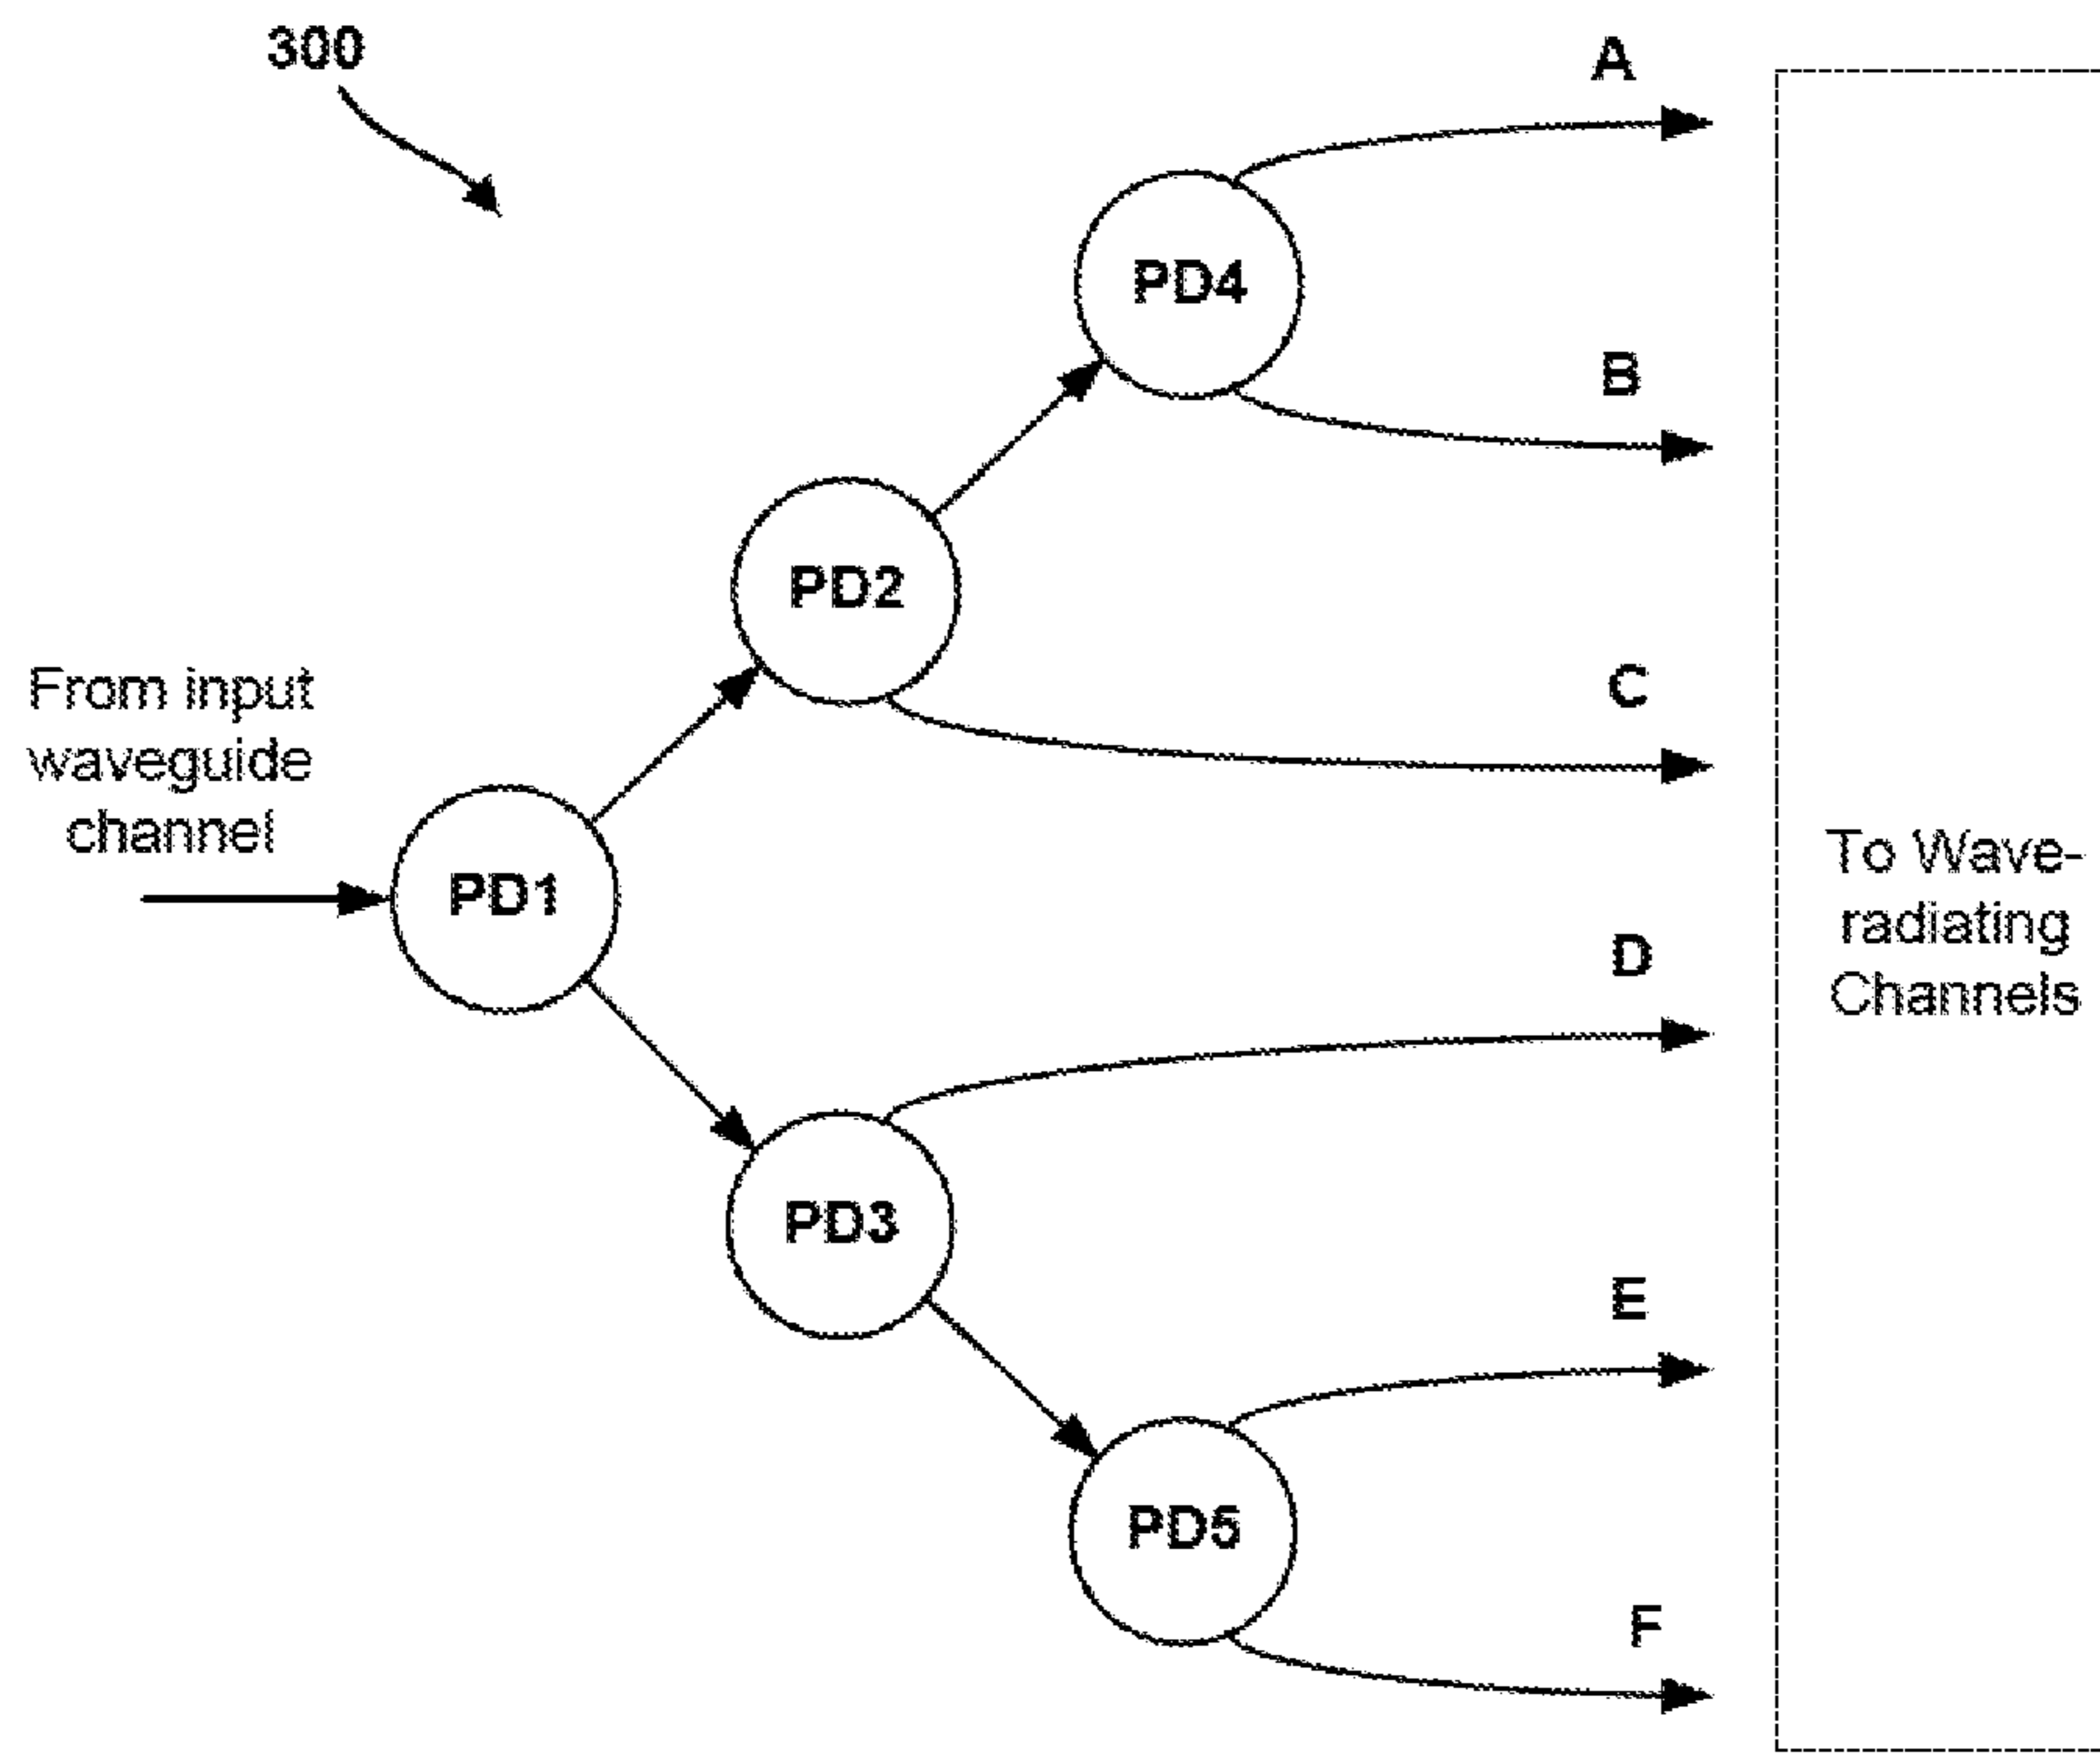 300
A
PD4
B
PD2
C
From input
waveguide
channel
PD1
To Wave-
radiating
Channels
D
PD3
E
PD5
F